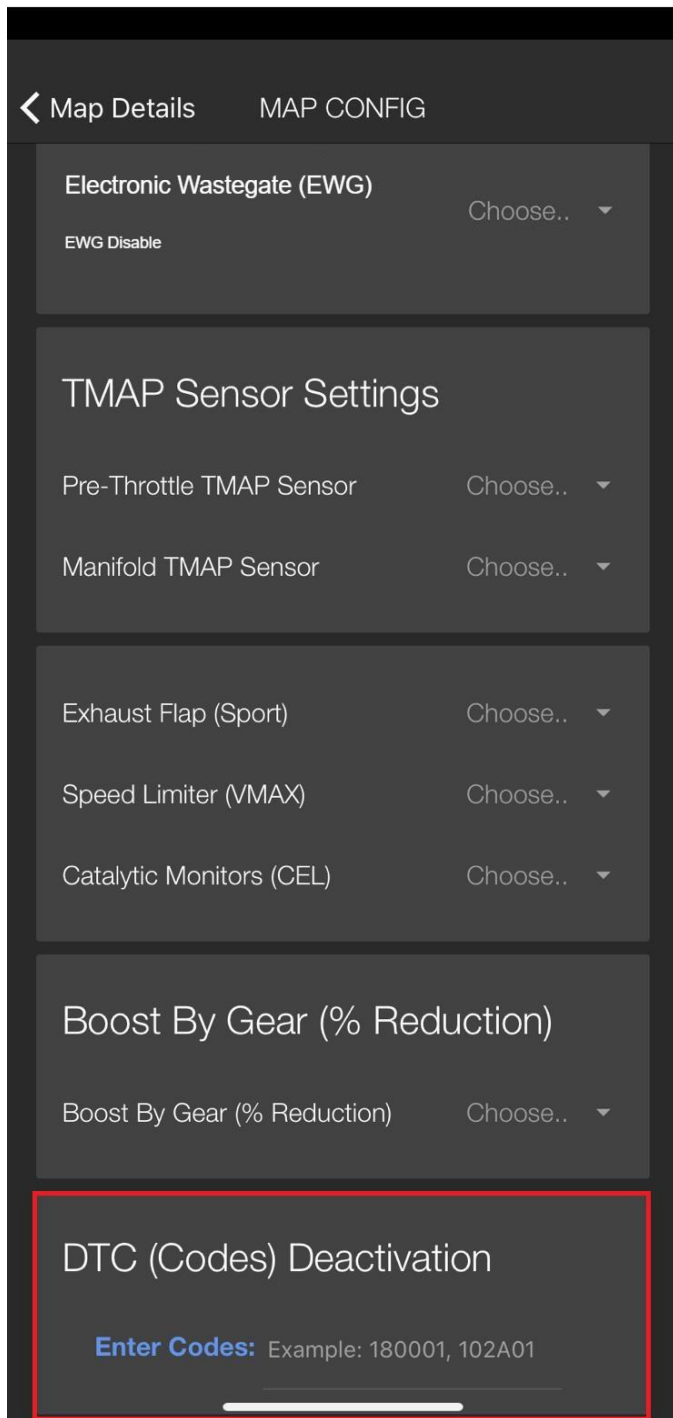 Map Details MAP CONFIG
Electronic Wastegate (EWG)
Choose..
EWG Disable
TMAP Sensor Settings
Pre-Throttle TMAP Sensor Choose..
Manifold TMAP Sensor Choose..
Exhaust Flap (Sport) Choose..
Speed Limiter (VMAX) Choose..
Catalytic Monitors (CEL) Choose..
Boost By Gear (% Reduction)
Boost By Gear (% Reduction) Choose..
DTC (Codes) Deactivation
Enter Codes: Example: 180001, 102A01